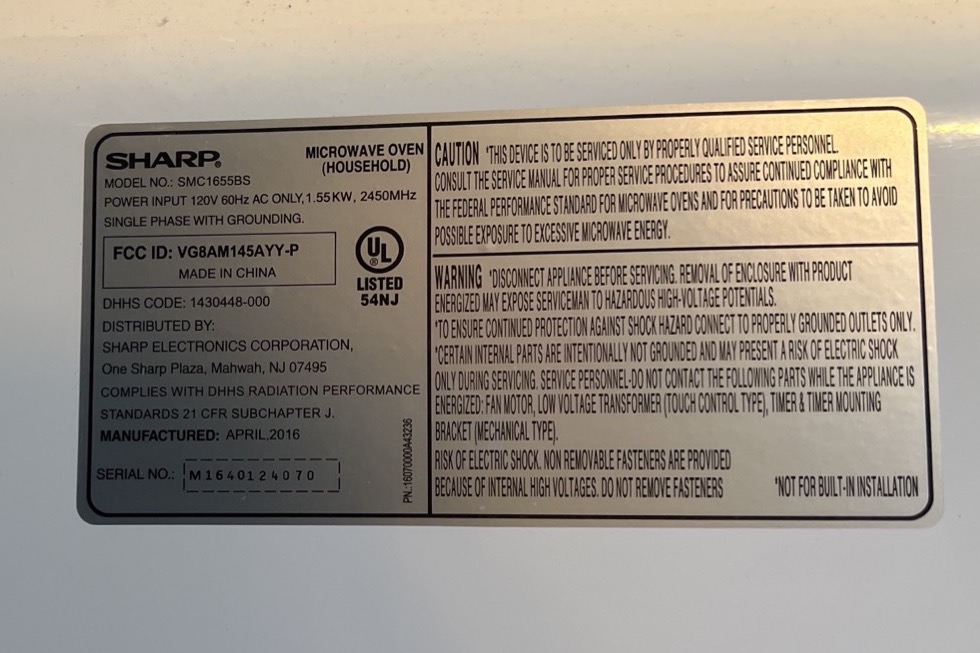 SHARP®
MICROWAVE OVEN
(HOUSEHOLD)
MODEL NO.: SMC1655BS
POWER INPUT 120V 60Hz AC ONLY, 1.55KW, 2450MHz
SINGLE PHASE WITH GROUNDING.
FCC ID: VG8AM145AYY-P
MADE IN CHINA
UL
LISTED
54NJ
DHHS CODE: 1430448-000
DISTRIBUTED BY:
SHARP ELECTRONICS CORPORATION,
One Sharp Plaza, Mahwah, NJ 07495
COMPLIES WITH DHHS RADIATION PERFORMANCE
STANDARDS 21 CFR SUBCHAPTER J.
MANUFACTURED: APRIL,2016
SERIAL NO.: M1640124070
PN.:16070000A43236
CAUTION *THIS DEVICE IS TO BE SERVICED ONLY BY PROPERLY QUALIFIED SERVICE PERSONNEL.
CONSULT THE SERVICE MANUAL FOR PROPER SERVICE PROCEDURES TO ASSURE CONTINUED COMPLIANCE WITH
THE FEDERAL PERFORMANCE STANDARD FOR MICROWAVE OVENS AND FOR PRECAUTIONS TO BE TAKEN TO AVOID
POSSIBLE EXPOSURE TO EXCESSIVE MICROWAVE ENERGY.
WARNING *DISCONNECT APPLIANCE BEFORE SERVICING. REMOVAL OF ENCLOSURE WITH PRODUCT
ENERGIZED MAY EXPOSE SERVICEMAN TO HAZARDOUS HIGH-VOLTAGE POTENTIALS.
*TO ENSURE CONTINUED PROTECTION AGAINST SHOCK HAZARD CONNECT TO PROPERLY GROUNDED OUTLETS ONLY.
*CERTAIN INTERNAL PARTS ARE INTENTIONALLY NOT GROUNDED AND MAY PRESENT A RISK OF ELECTRIC SHOCK
ONLY DURING SERVICING. SERVICE PERSONNEL-DO NOT CONTACT THE FOLLOWING PARTS WHILE THE APPLIANCE IS
ENERGIZED: FAN MOTOR, LOW VOLTAGE TRANSFORMER (TOUCH CONTROL TYPE), TIMER & TIMER MOUNTING
BRACKET (MECHANICAL TYPE).
RISK OF ELECTRIC SHOCK. NON REMOVABLE FASTENERS ARE PROVIDED
BECAUSE OF INTERNAL HIGH VOLTAGES. DO NOT REMOVE FASTENERS
*NOT FOR BUILT-IN INSTALLATION